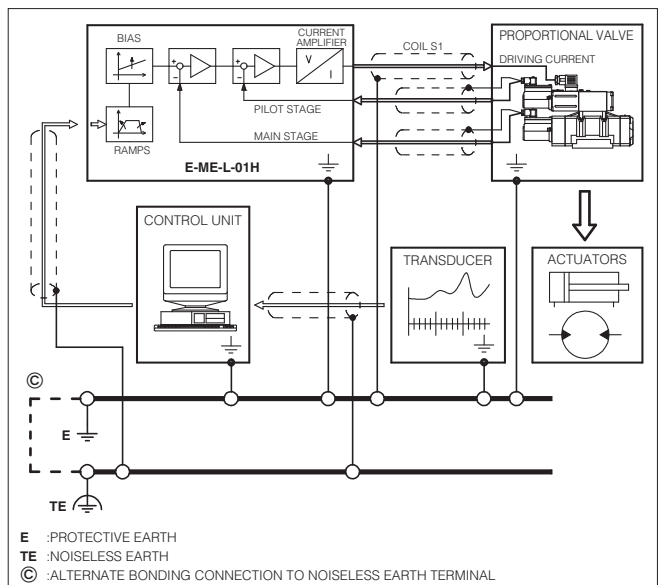 BIAS
CURRENT
AMPLIFIER
V
I
PILOT STAGE
MAIN STAGE
RAMPS
E-ME-L-01H
COIL S1
PROPORTIONAL VALVE
DRIVING CURRENT
CONTROL UNIT
TRANSDUCER
ACTUATORS
©
E
TE
E :PROTECTIVE EARTH
TE :NOISELESS EARTH
© :ALTERNATE BONDING CONNECTION TO NOISELESS EARTH TERMINAL